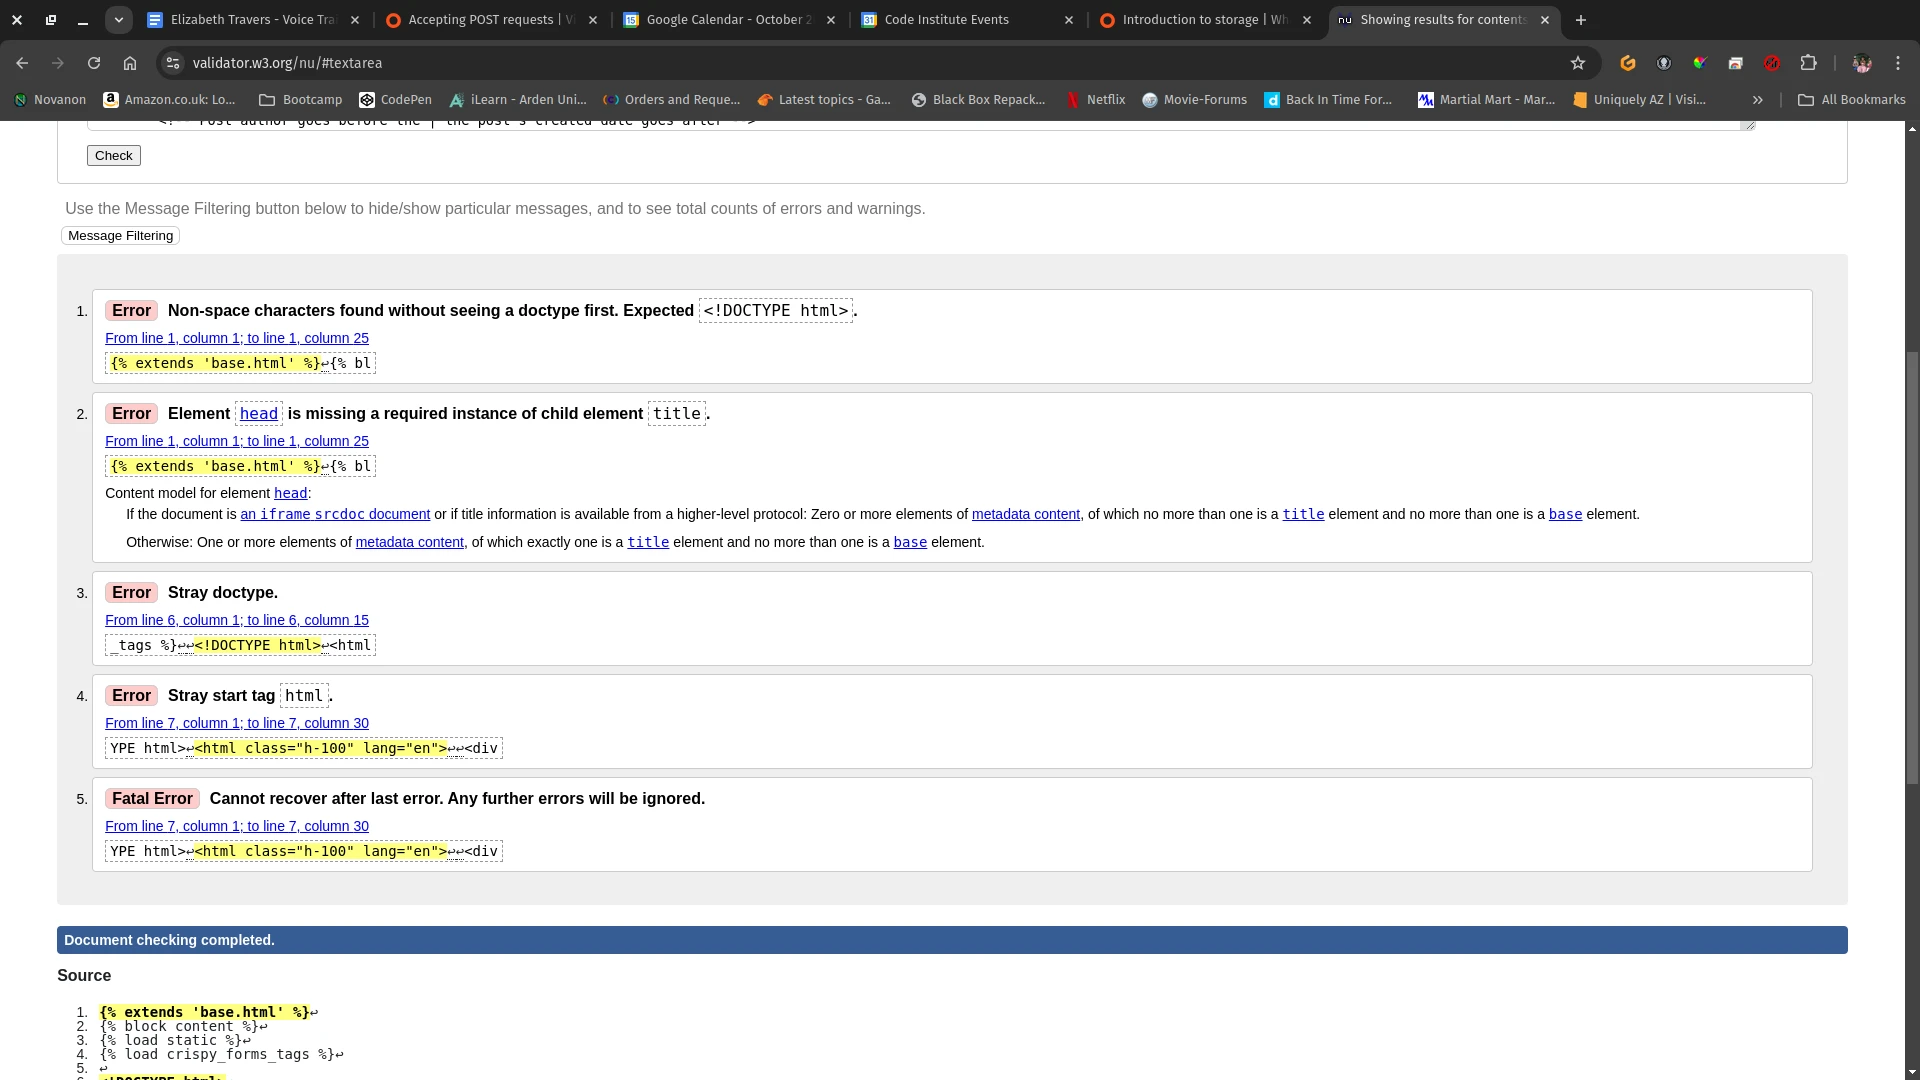 Elizabeth Travers - Voice Trai
Accepting POST requests | V
Google Calendar - October 2
Code Institute Events
Introduction to storage | Wh
Showing results for contents
validator.w3.org/nu/#textarea
Novanon
Amazon.co.uk: Lo...
Bootcamp
CodePen
iLearn - Arden Uni...
Orders and Reque...
Latest topics - Ga...
Black Box Repack...
Netflix
Movie-Forums
Back In Time For...
Martial Mart - Mar...
Uniquely AZ | Visi...
»
All Bookmarks
<!-- Post author goes before the | the post's created date goes after -->
Check
Use the Message Filtering button below to hide/show particular messages, and to see total counts of errors and warnings.
Message Filtering
1. Error Non-space characters found without seeing a doctype first. Expected <!DOCTYPE html>.
From line 1, column 1; to line 1, column 25
{% extends 'base.html' %}↩{% bl
2. Error Element head is missing a required instance of child element title.
From line 1, column 1; to line 1, column 25
{% extends 'base.html' %}↩{% bl
Content model for element head:
If the document is an iframe srcdoc document or if title information is available from a higher-level protocol: Zero or more elements of metadata content, of which no more than one is a title element and no more than one is a base element.
Otherwise: One or more elements of metadata content, of which exactly one is a title element and no more than one is a base element.
3. Error Stray doctype.
From line 6, column 1; to line 6, column 15
_tags %}↩↩<!DOCTYPE html>↩<html
4. Error Stray start tag html.
From line 7, column 1; to line 7, column 30
YPE html>↩<html class="h-100" lang="en">↩↩<div
5. Fatal Error Cannot recover after last error. Any further errors will be ignored.
From line 7, column 1; to line 7, column 30
YPE html>↩<html class="h-100" lang="en">↩↩<div
Document checking completed.
Source
1. {% extends 'base.html' %}↩
2. {% block content %}↩
3. {% load static %}↩
4. {% load crispy_forms_tags %}↩
5. ↩
6. <!DOCTYPE html>